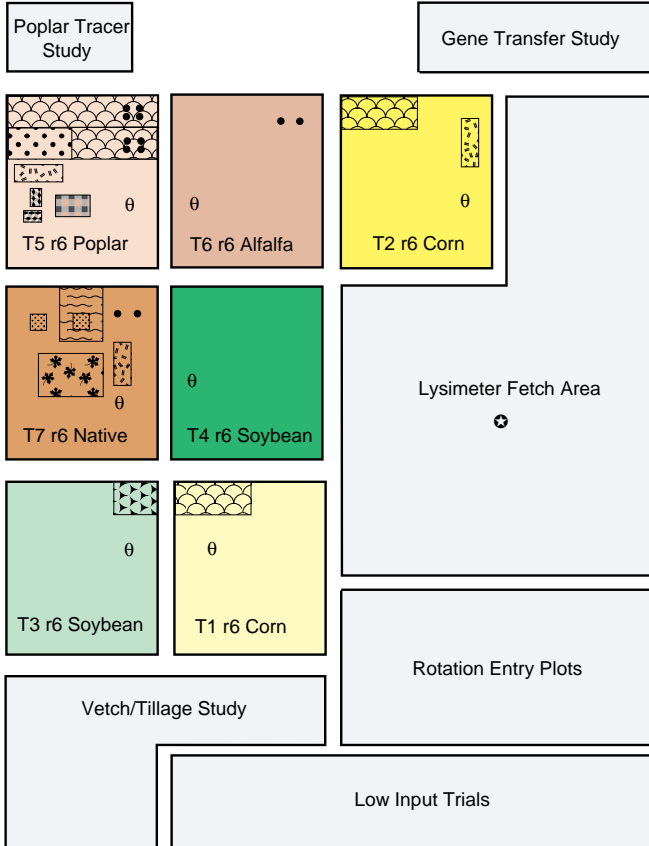 Poplar Tracer
Study
Gene Transfer Study
θ
T5 r6 Poplar
θ
T6 r6 Alfalfa
θ
T2 r6 Corn
θ
T7 r6 Native
θ
T4 r6 Soybean
Lysimeter Fetch Area
θ
T3 r6 Soybean
θ
T1 r6 Corn
Rotation Entry Plots
Vetch/Tillage Study
Low Input Trials